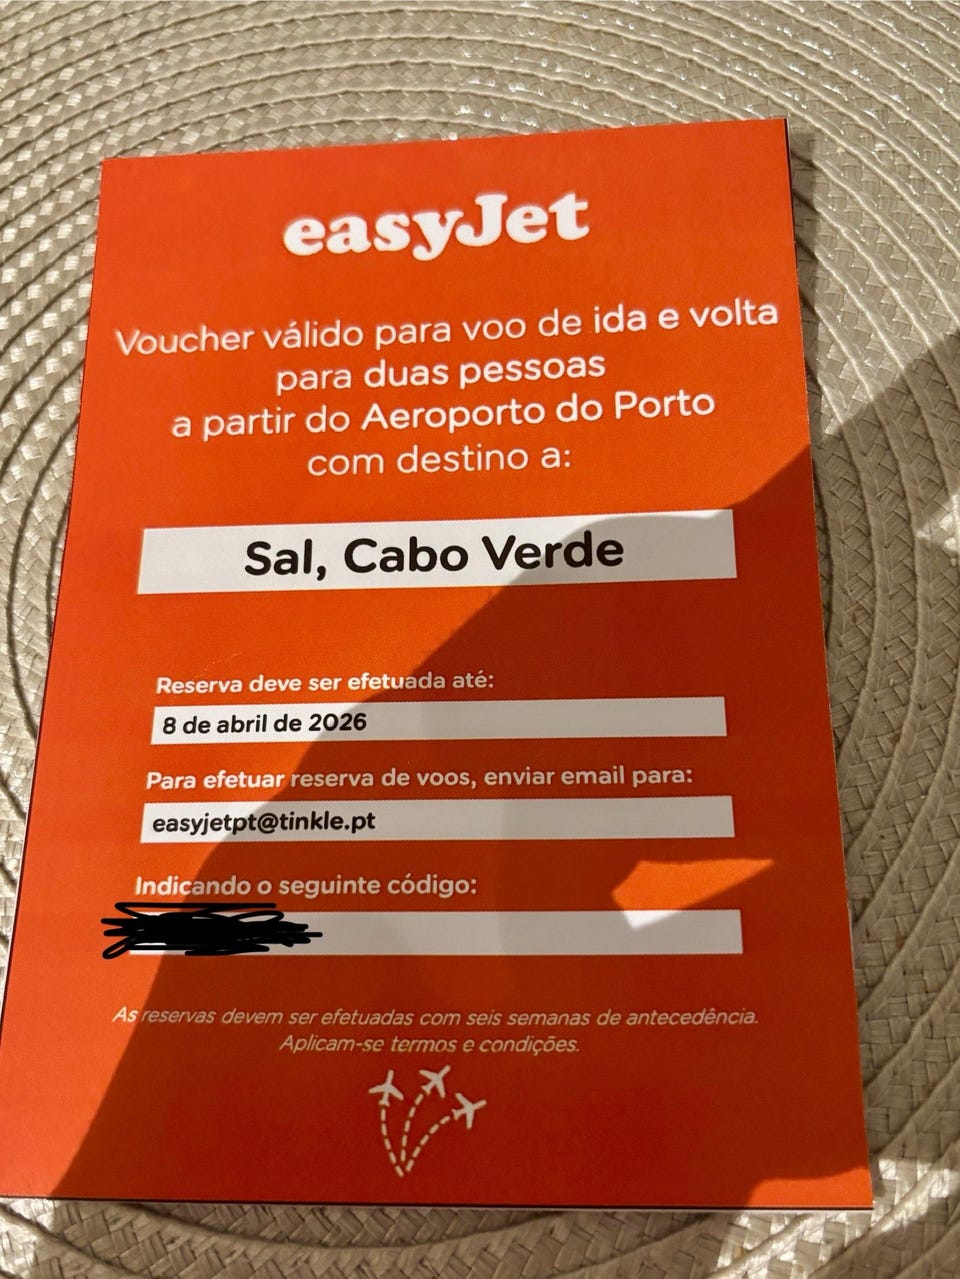 easyJet
Voucher válido para voo de ida e volta
para duas pessoas
a partir do Aeroporto do Porto
com destino a:
Sal, Cabo Verde
Reserva deve ser efetuada até:
8 de abril de 2026
Para efetuar reserva de voos, enviar email para:
easyjetpt@tinkle.pt
Indicando o seguinte código:
As reservas devem ser efetuadas com seis semanas de antecedência.
Aplicam-se termos e condições.